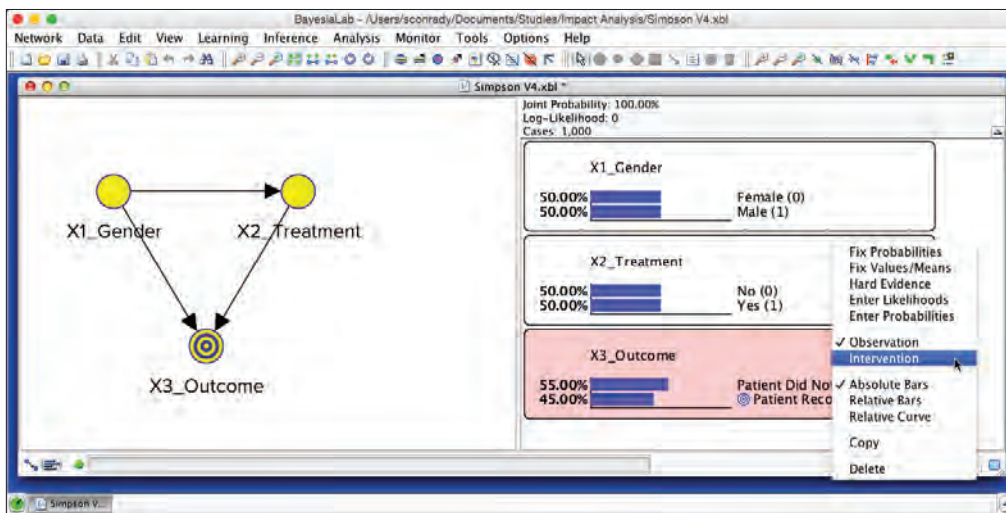 BayesiaLab - /Users/sconrady/Documents/Studies/Impact Analysis/Simpson V4.xbl
Network Data Edit View Learning Inference Analysis Monitor Tools Options Help
Simpson V4.xbl *
Joint Probability: 100.00%
Log-Likelihood: 0
Cases: 1,000
X1_Gender
50.00% Female (0)
50.00% Male (1)
X1_Gender X2_Treatment
X2_Treatment
50.00% No (0)
50.00% Yes (1)
X3_Outcome
X3_Outcome
55.00% Patient Did No
45.00% Patient Reco
Fix Probabilities
Fix Values/Means
Hard Evidence
Enter Likelihoods
Enter Probabilities
Observation
Intervention
Absolute Bars
Relative Bars
Relative Curve
Copy
Delete
Simpson V...